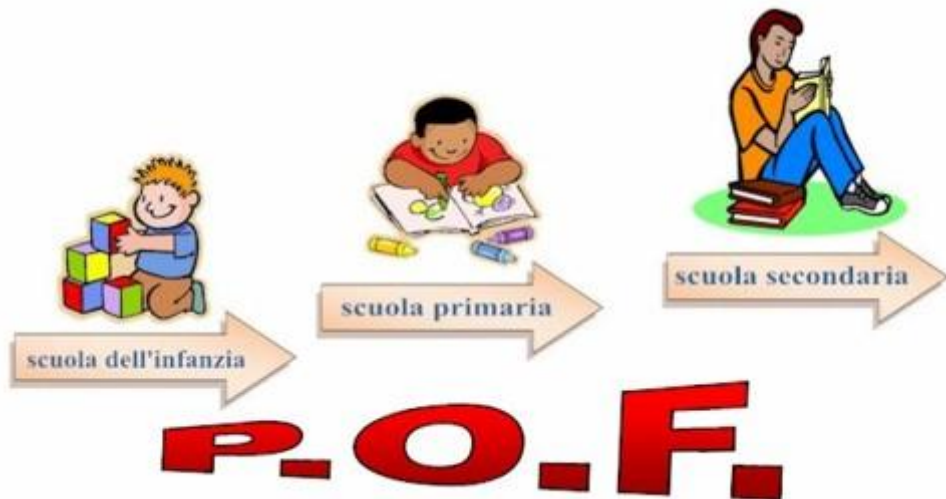 scuola dell'infanzia
scuola primaria
scuola secondaria
P.O.F.